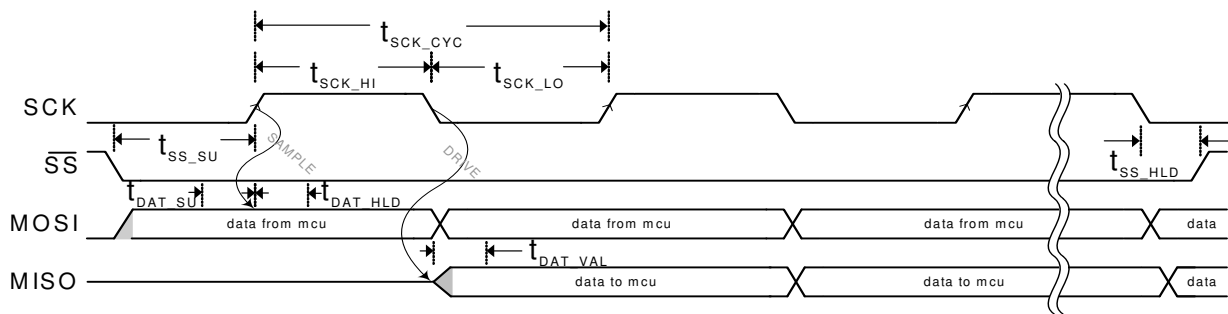 tSCK_CYC
tSCK_HI
tSCK_LO
SCK
SAMPLE
DRIVE
tSS_SU
tSS_HLD
SS
tDAT_SU
tDAT_HLD
MOSI
data from mcu
data from mcu
data from mcu
data
tDAT_VAL
MISO
data to mcu
data to mcu
data